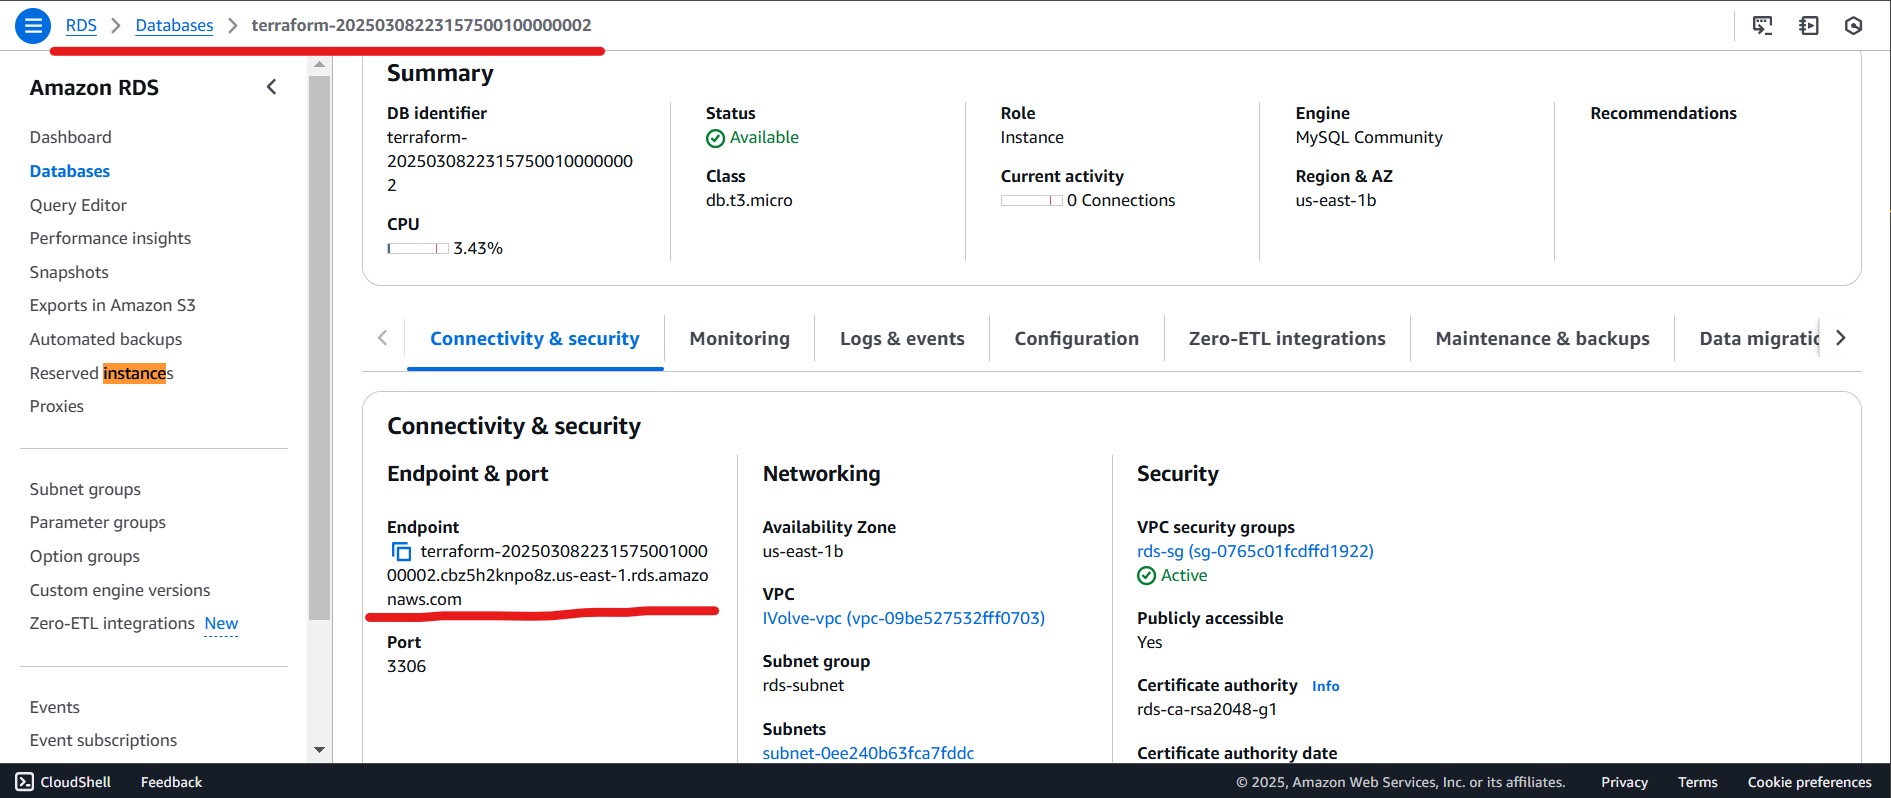 RDS > Databases > terraform-20250308223157500100000002
Amazon RDS
Dashboard
Databases
Query Editor
Performance insights
Snapshots
Exports in Amazon S3
Automated backups
Reserved instances
Proxies
Subnet groups
Parameter groups
Option groups
Custom engine versions
Zero-ETL integrations New
Events
Event subscriptions
Summary
DB identifier
terraform-
2025030822315750010000000
2
CPU
3.43%
Status
Available
Class
db.t3.micro
Role
Instance
Current activity
0 Connections
Engine
MySQL Community
Region & AZ
us-east-1b
Recommendations
Connectivity & security
Monitoring
Logs & events
Configuration
Zero-ETL integrations
Maintenance & backups
Data migratic
Connectivity & security
Endpoint & port
Endpoint
terraform-202503082231575001000
00002.cbz5h2knpo8z.us-east-1.rds.amazo
naws.com
Port
3306
Networking
Availability Zone
us-east-1b
VPC
IVolve-vpc (vpc-09be527532fff0703)
Subnet group
rds-subnet
Subnets
subnet-0ee240b63fca7fddc
Security
VPC security groups
rds-sg (sg-0765c01fcdffd1922)
Active
Publicly accessible
Yes
Certificate authority Info
rds-ca-rsa2048-g1
Certificate authority date
CloudShell
Feedback
© 2025, Amazon Web Services, Inc. or its affiliates.
Privacy
Terms
Cookie preferences